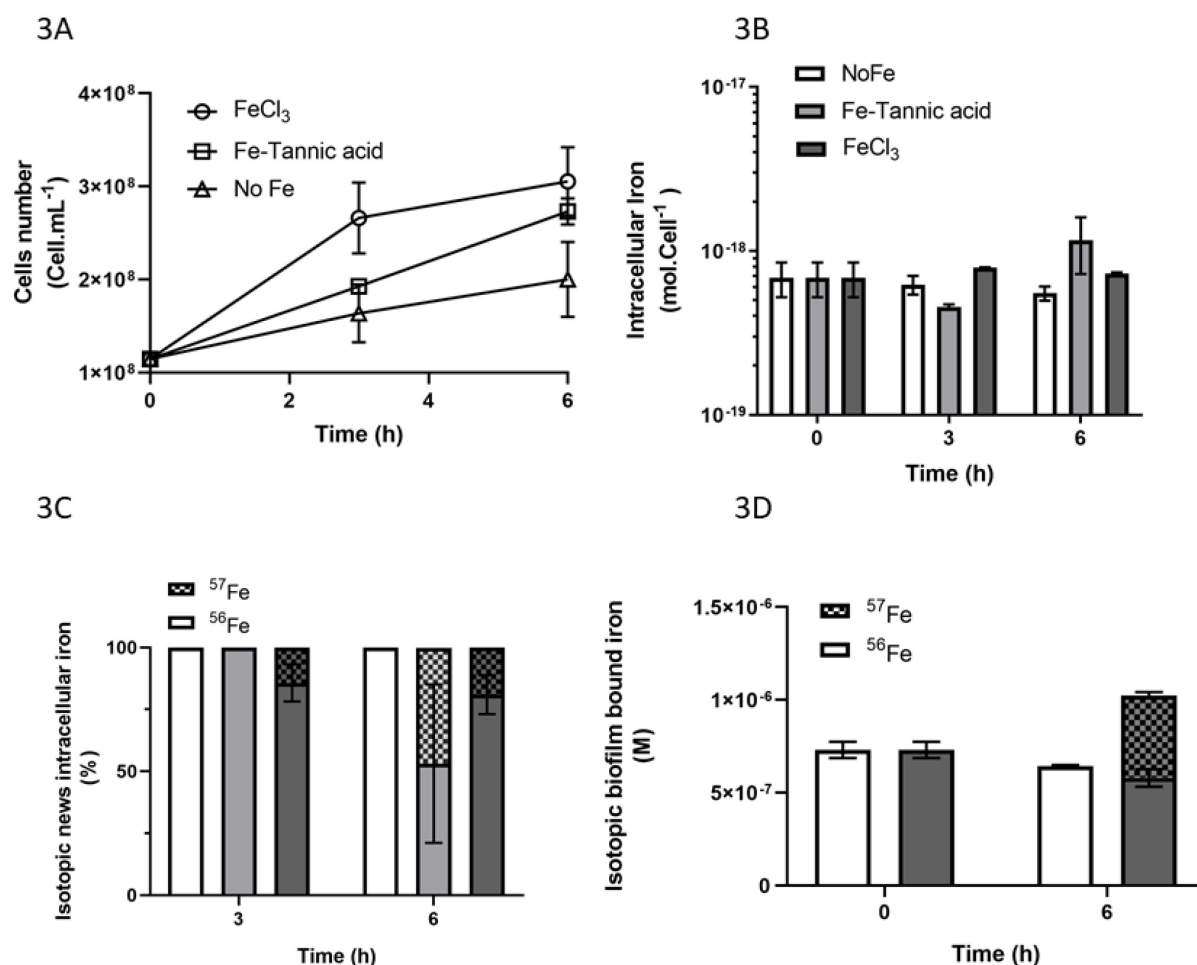 3A
4×10⁸
3×10⁸
2×10⁸
1×10⁸
Cells number
(Cell.mL⁻¹)
FeCl₃
Fe-Tannic acid
No Fe
0 2 4 6
Time (h)
3B
NoFe
Fe-Tannic acid
FeCl₃
10⁻¹⁷
10⁻¹⁸
10⁻¹⁹
Intracellular Iron
(mol.Cell⁻¹)
0 3 6
Time (h)
3C
⁵⁷Fe
⁵⁶Fe
100
50
0
Isotopic news intracellular iron
(%)
3 6
Time (h)
3D
⁵⁷Fe
⁵⁶Fe
1.5×10⁻⁶
1×10⁻⁶
5×10⁻⁷
0
Isotopic biofilm bound iron
(M)
0 6
Time (h)